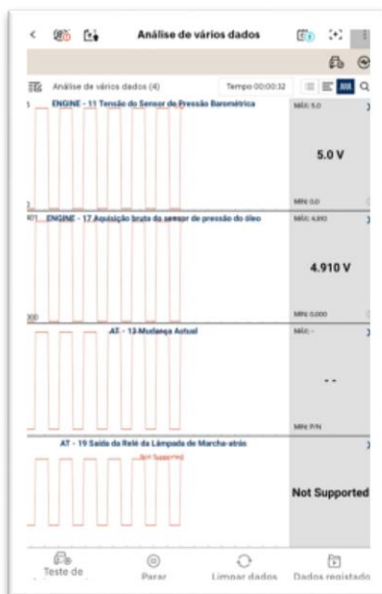 Análise de vários dados
Análise de vários dados (4)
Tempo 00:00:32
ENGINE - 11 Tensão do Sensor de Pressão Barométrica
MÁX: 5.0
5.0 V
MIN: 0.0
ENGINE - 17 Aquisição bruta do sensor de pressão do óleo
MÁX: 4.910
4.910 V
MIN: 0.000
AT - 13 Mudança Actual
MÁX: -
- -
MIN: P/N
AT - 19 Saída da Relé da Lâmpada de Marcha-atrás
Not Supported
Not Supported
Teste de
Parar
Limpar dados
Dados registado